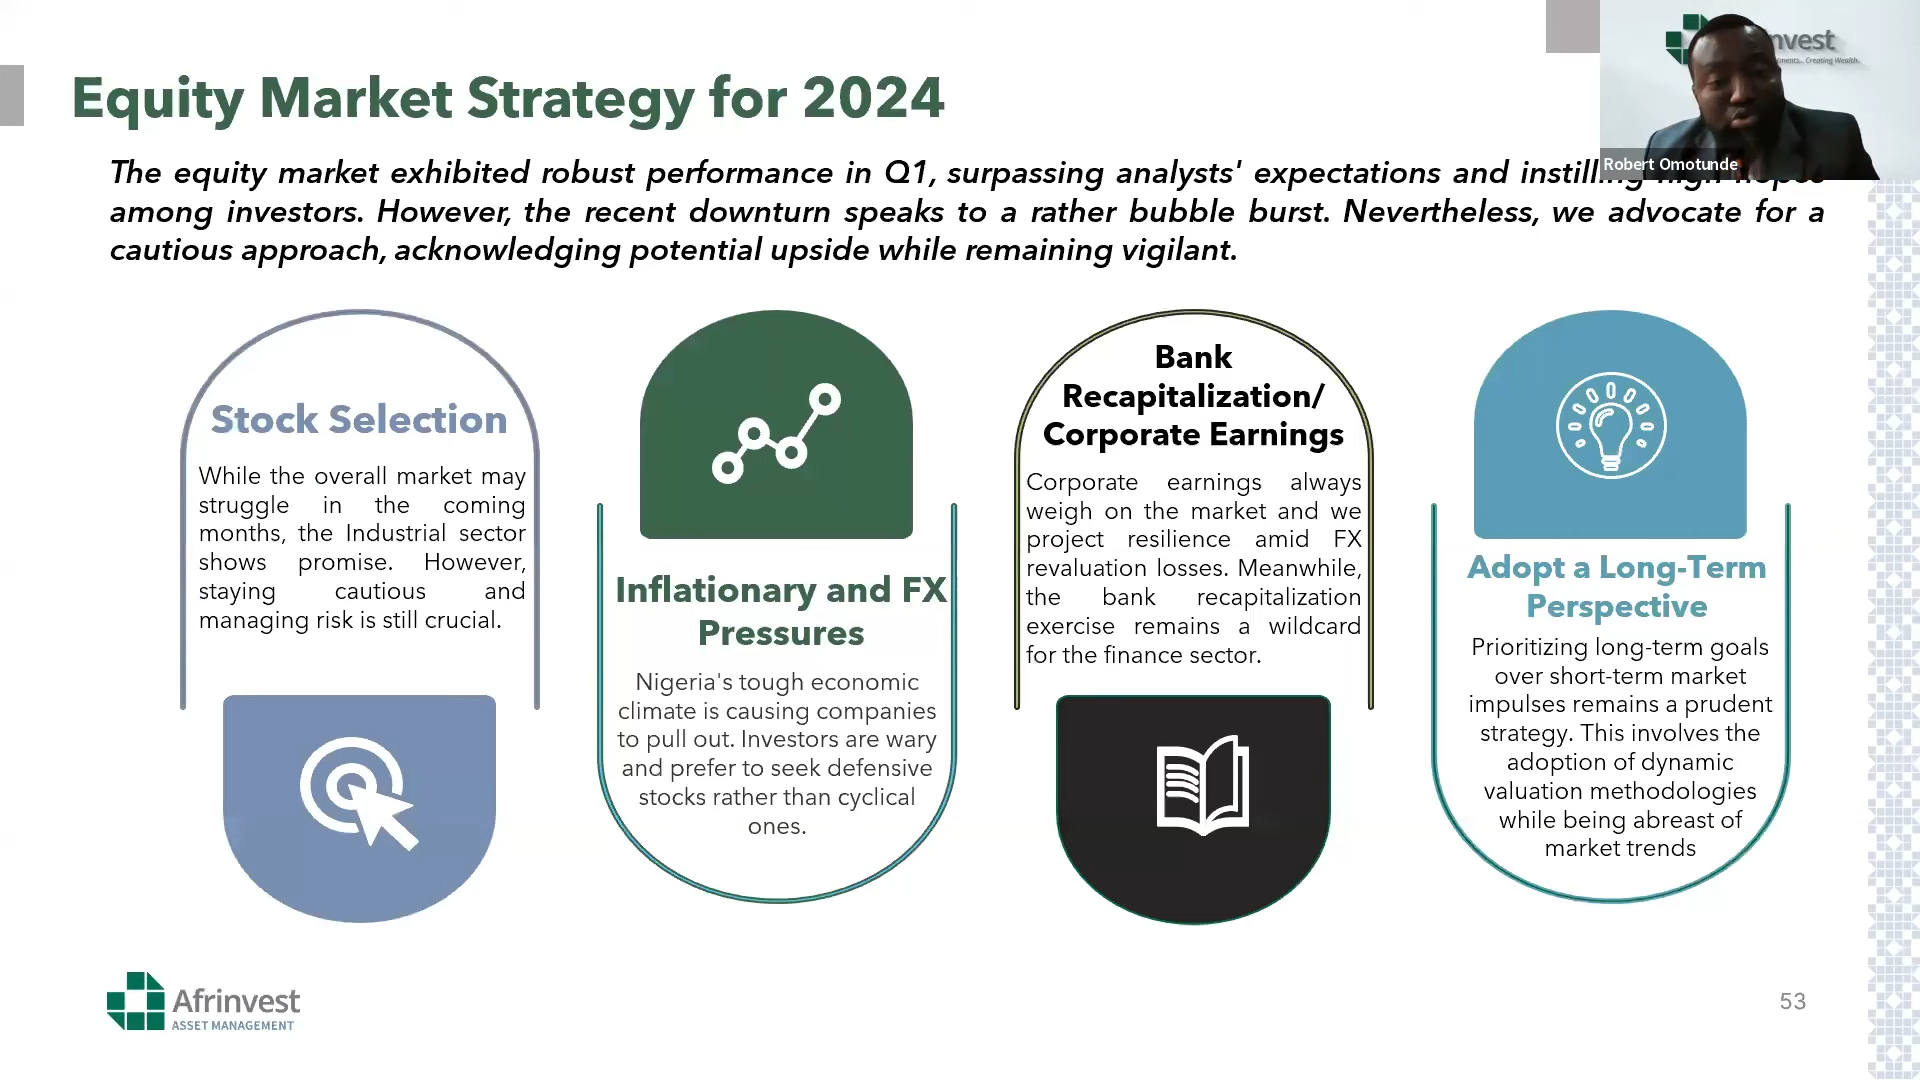 Equity Market Strategy for 2024
nvest
tments... Creating Wealth.
Robert Omotunde
The equity market exhibited robust performance in Q1, surpassing analysts' expectations and instilling high hopes
among investors. However, the recent downturn speaks to a rather bubble burst. Nevertheless, we advocate for a
cautious approach, acknowledging potential upside while remaining vigilant.
Stock Selection
While the overall market may
struggle in the coming
months, the Industrial sector
shows promise. However,
staying cautious and
managing risk is still crucial.
Inflationary and FX
Pressures
Nigeria's tough economic
climate is causing companies
to pull out. Investors are wary
and prefer to seek defensive
stocks rather than cyclical
ones.
Bank
Recapitalization/
Corporate Earnings
Corporate earnings always
weigh on the market and we
project resilience amid FX
revaluation losses. Meanwhile,
the bank recapitalization
exercise remains a wildcard
for the finance sector.
Adopt a Long-Term
Perspective
Prioritizing long-term goals
over short-term market
impulses remains a prudent
strategy. This involves the
adoption of dynamic
valuation methodologies
while being abreast of
market trends
Afrinvest
ASSET MANAGEMENT
53